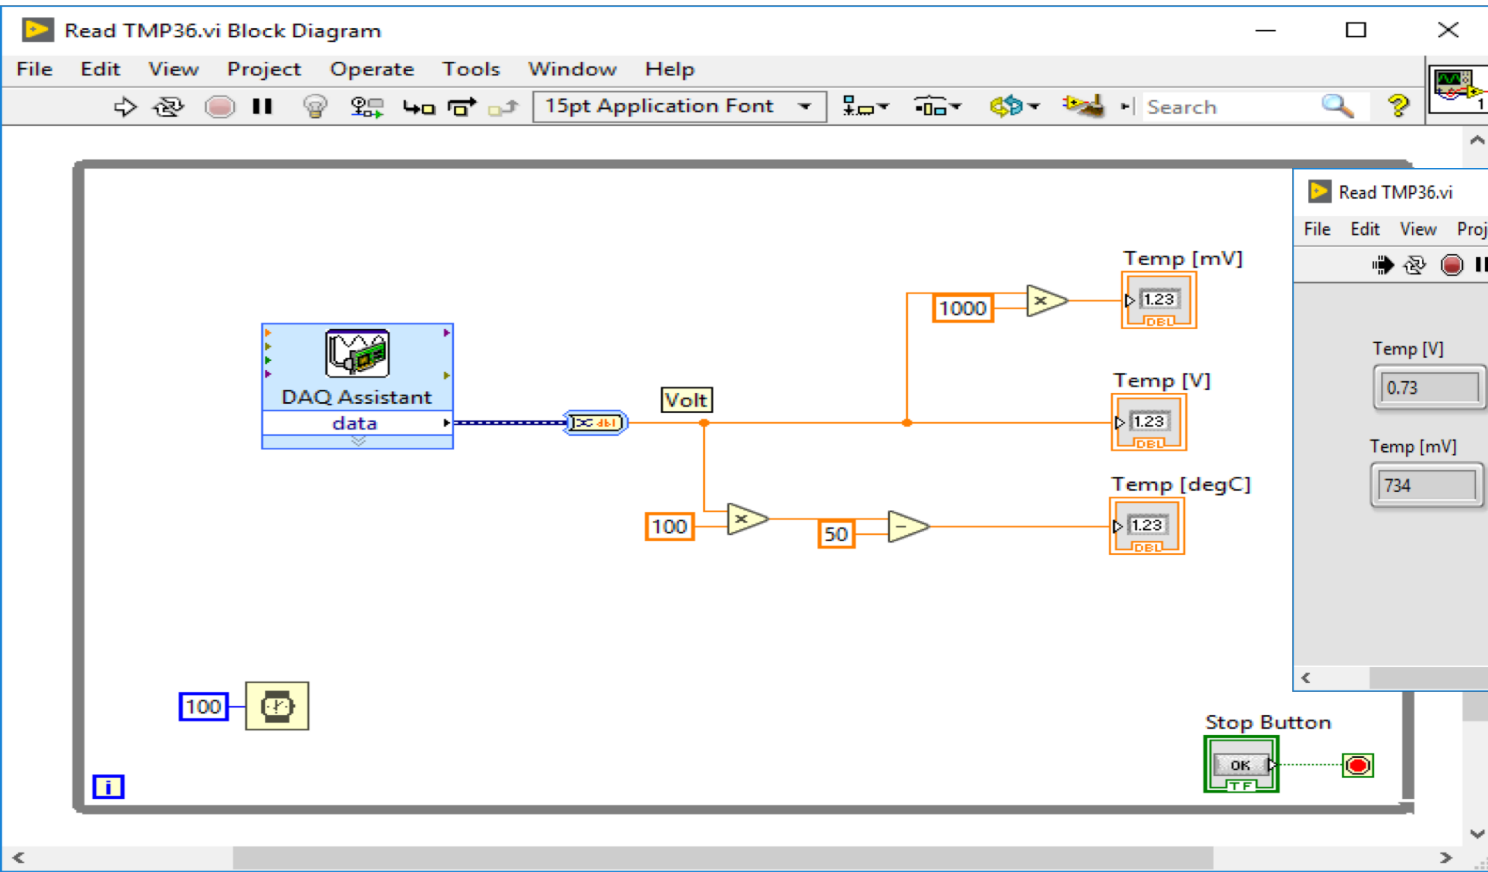 Read TMP36.vi Block Diagram
File Edit View Project Operate Tools Window Help
15pt Application Font
Search
?
1
Read TMP36.vi
File Edit View Proj
Temp [mV]
1000
×
1.23
DBL
DAQ Assistant
data
dbl
Volt
Temp [V]
1.23
DBL
Temp [degC]
100
×
50
−
1.23
DBL
Temp [V]
0.73
Temp [mV]
734
100
i
Stop Button
OK
TF